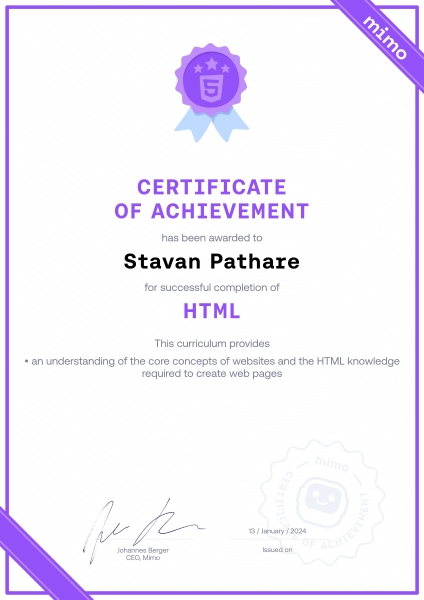 mimo
5
CERTIFICATE
OF ACHIEVEMENT
has been awarded to
Stavan Pathare
for successful completion of
HTML
This curriculum provides
• an understanding of the core concepts of websites and the HTML knowledge
required to create web pages
mimo
CERTIFICATE OF ACHIEVEMENT
13 / January / 2024
Johannes Berger
CEO, Mimo
Issued on